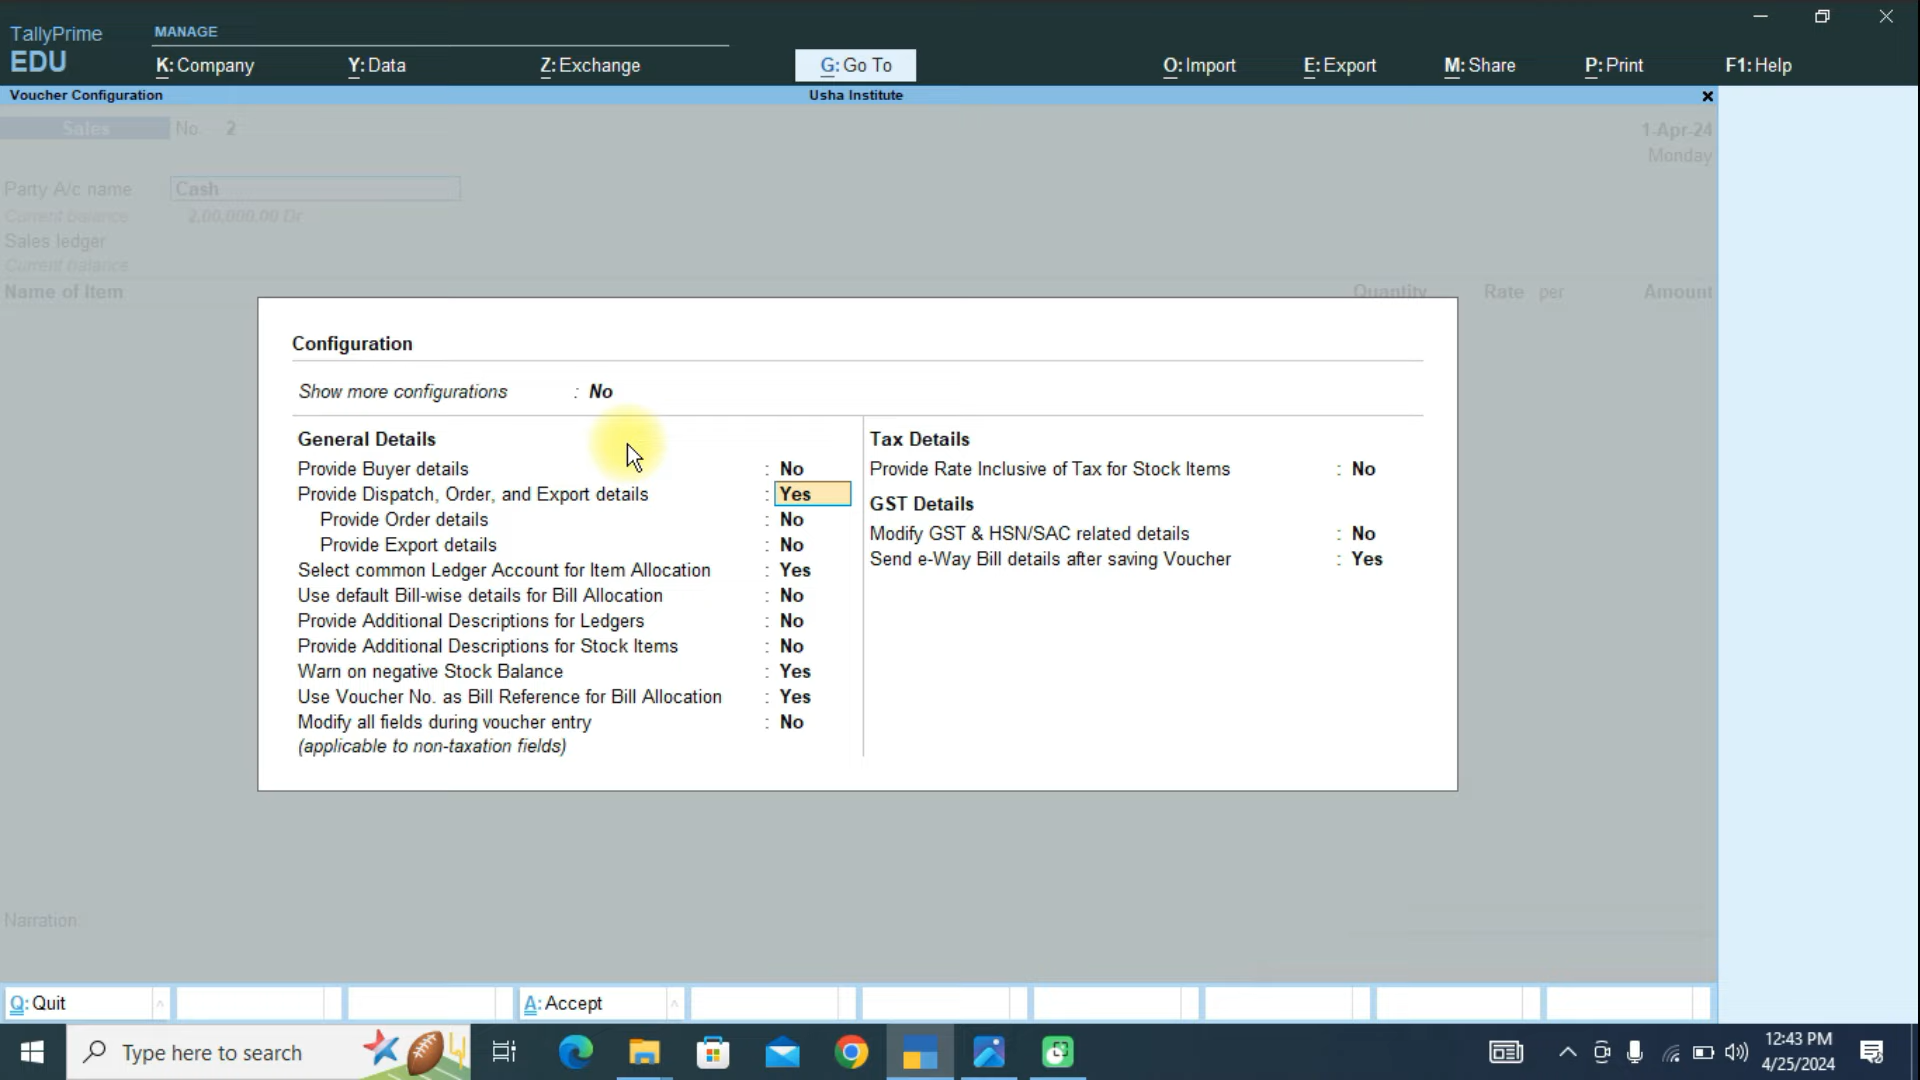 TallyPrime
EDU
MANAGE
K: Company
Y: Data
Z: Exchange
G: Go To
O: Import
E: Export
M: Share
P: Print
F1: Help
Voucher Configuration
Usha Institute
Sales No. 2
1-Apr-24
Monday
Party A/c name Cash
Current balance 2,00,000.00 Dr
Sales ledger
Current balance
Name of Item Quantity Rate per Amount
Configuration
Show more configurations : No
General Details
Provide Buyer details : No
Provide Dispatch, Order, and Export details : Yes
Provide Order details : No
Provide Export details : No
Select common Ledger Account for Item Allocation : Yes
Use default Bill-wise details for Bill Allocation : No
Provide Additional Descriptions for Ledgers : No
Provide Additional Descriptions for Stock Items : No
Warn on negative Stock Balance : Yes
Use Voucher No. as Bill Reference for Bill Allocation : Yes
Modify all fields during voucher entry : No
(applicable to non-taxation fields)
Tax Details
Provide Rate Inclusive of Tax for Stock Items : No
GST Details
Modify GST & HSN/SAC related details : No
Send e-Way Bill details after saving Voucher : Yes
Narration:
Q: Quit
A: Accept
Type here to search
12:43 PM
4/25/2024